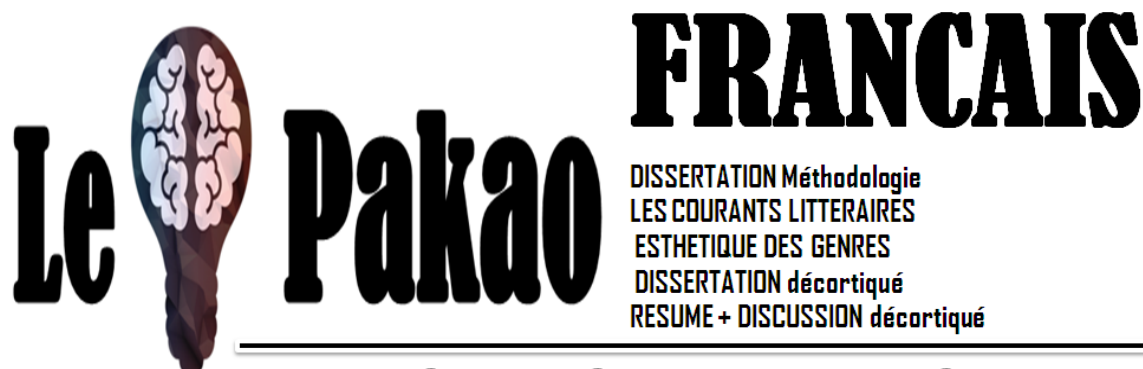 Le Pakao
FRANCAIS
DISSERTATION Méthodologie
LES COURANTS LITTERAIRES
ESTHETIQUE DES GENRES
DISSERTATION décortiqué
RESUME + DISCUSSION décortiqué